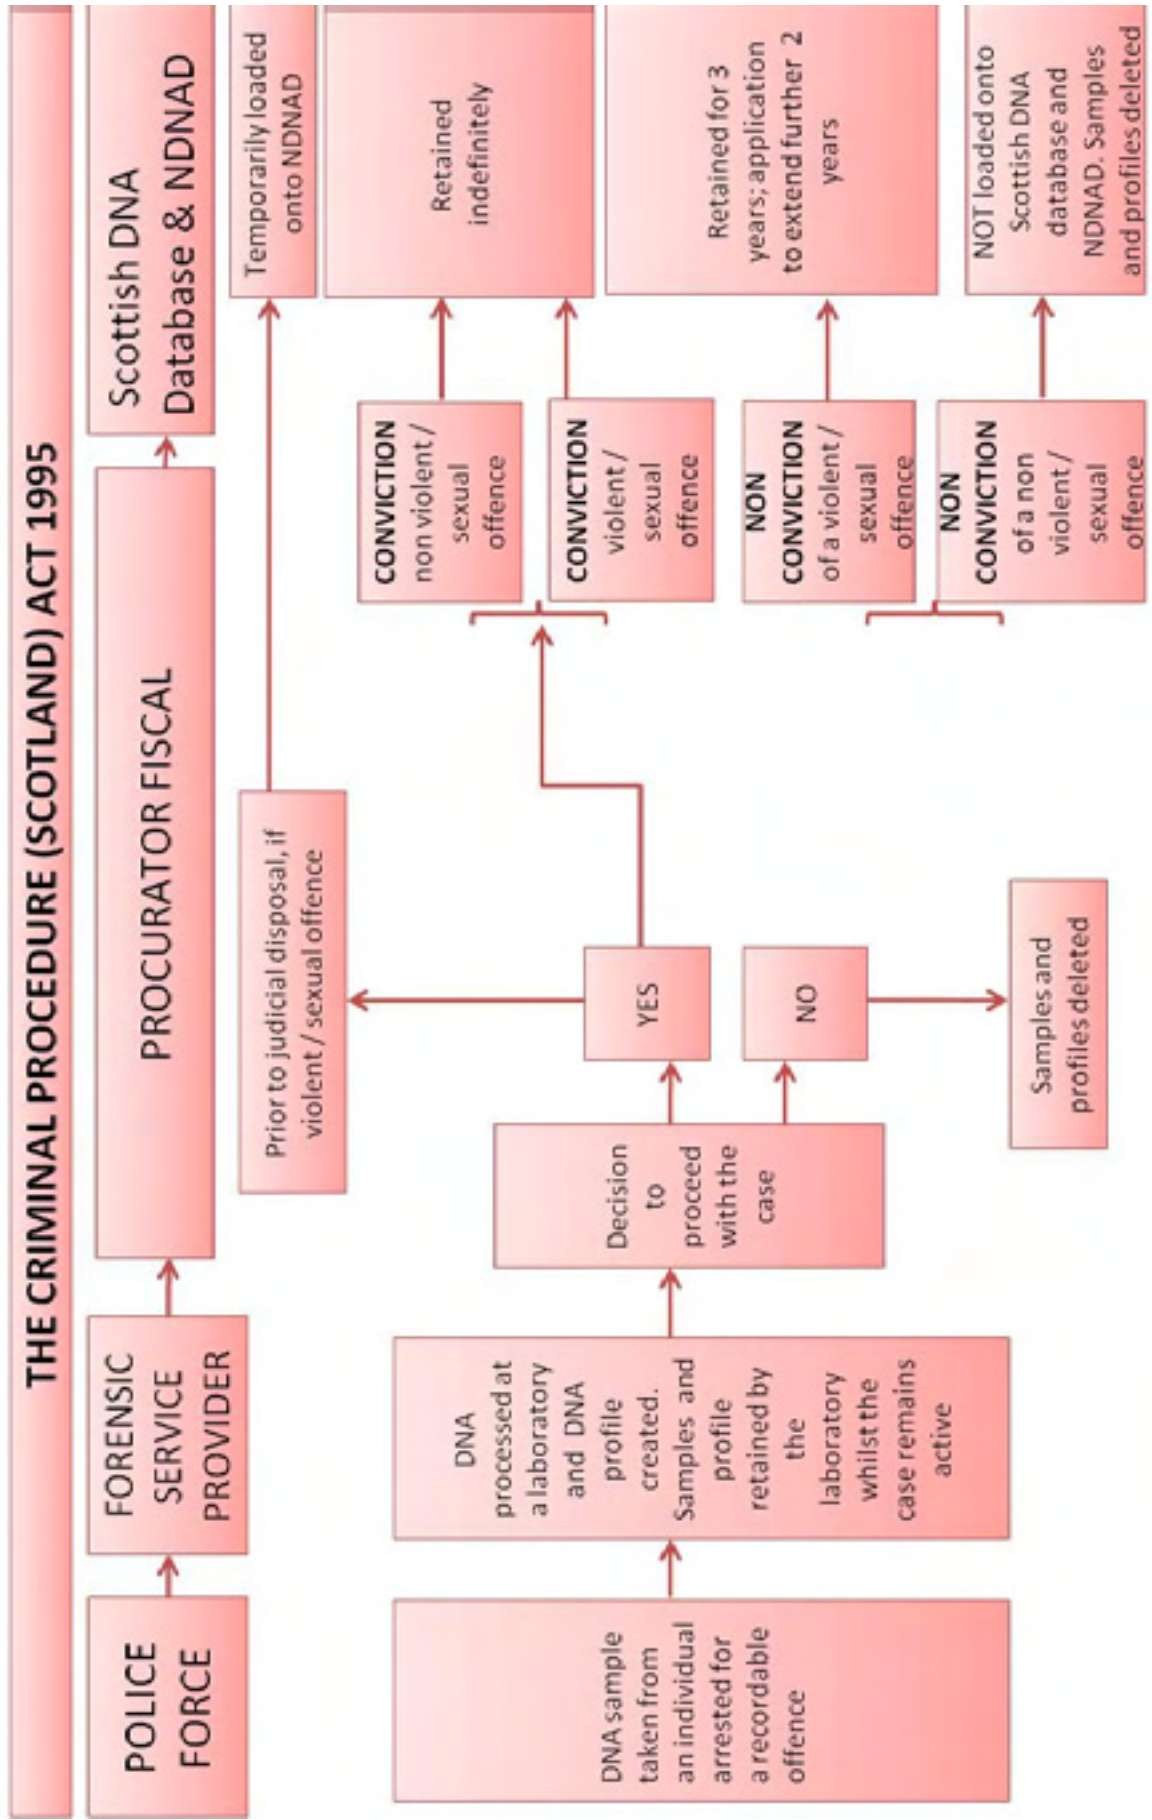 THE CRIMINAL PROCEDURE (SCOTLAND) ACT 1995
POLICE
FORCE
FORENSIC
SERVICE
PROVIDER
PROCURATOR FISCAL
Scottish DNA
Database & NDNAD
Prior to judicial disposal, if
violent / sexual offence
Temporarily loaded
onto NDNAD
DNA sample
taken from
an individual
arrested for
a recordable
offence
DNA
processed at
a laboratory
and DNA
profile
created.
Samples and
profile
retained by
the
laboratory
whilst the
case remains
active
Decision
to
proceed
with the
case
YES
NO
Samples and
profiles deleted
CONVICTION
non violent /
sexual
offence
CONVICTION
violent /
sexual
offence
Retained
indefinitely
NON
CONVICTION
of a violent /
sexual
offence
Retained for 3
years; application
to extend further 2
years
NON
CONVICTION
of a non
violent /
sexual
offence
NOT loaded onto
Scottish DNA
database and
NDNAD. Samples
and profiles deleted